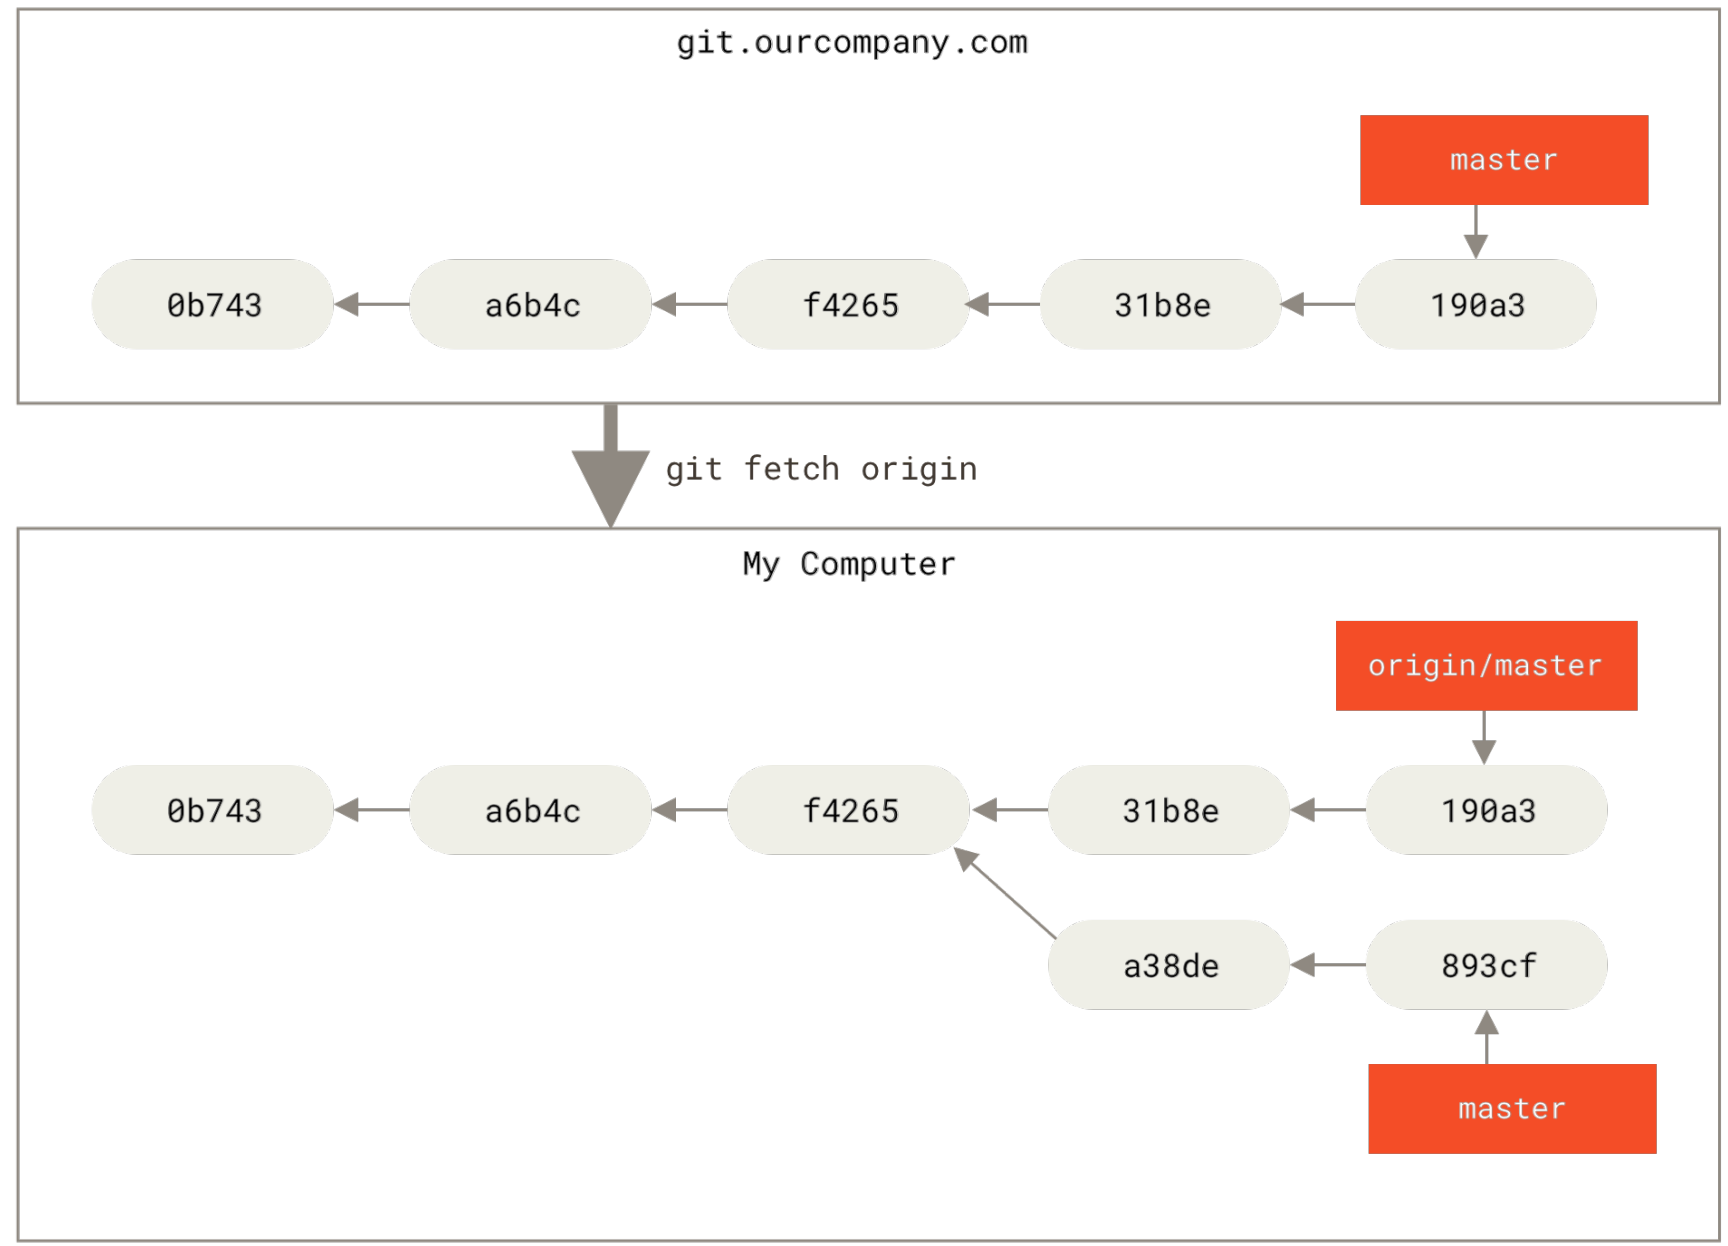 git.ourcompany.com
master
0b743
a6b4c
f4265
31b8e
190a3
git fetch origin
My Computer
origin/master
0b743
a6b4c
f4265
31b8e
190a3
a38de
893cf
master